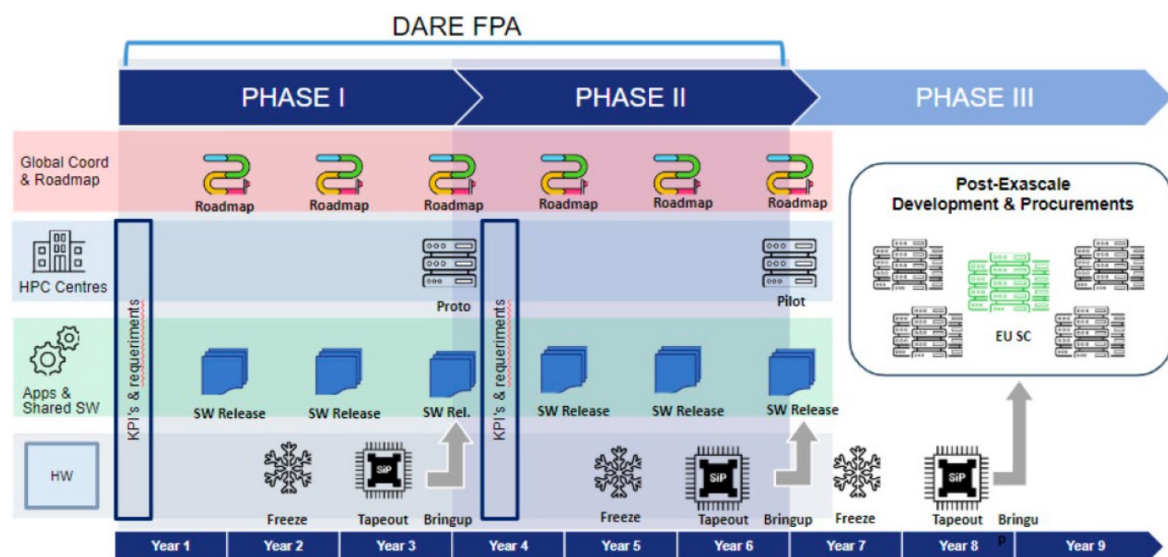 DARE FPA
PHASE I
PHASE II
PHASE III
Global Coord
& Roadmap
Roadmap
Roadmap
Roadmap
Roadmap
Roadmap
Roadmap
Post-Exascale
Development & Procurements
EU SC
HPC Centres
KPI's & requeriments
Proto
KPI's & requeriments
Pilot
Apps &
Shared SW
SW Release
SW Release
SW Rel.
SW Release
SW Release
SW Release
HW
SiP
SiP
SiP
Freeze
Tapeout
Bringup
Freeze
Tapeout
Bringup
Freeze
Tapeout
Bringu
p
Year 1
Year 2
Year 3
Year 4
Year 5
Year 6
Year 7
Year 8
Year 9